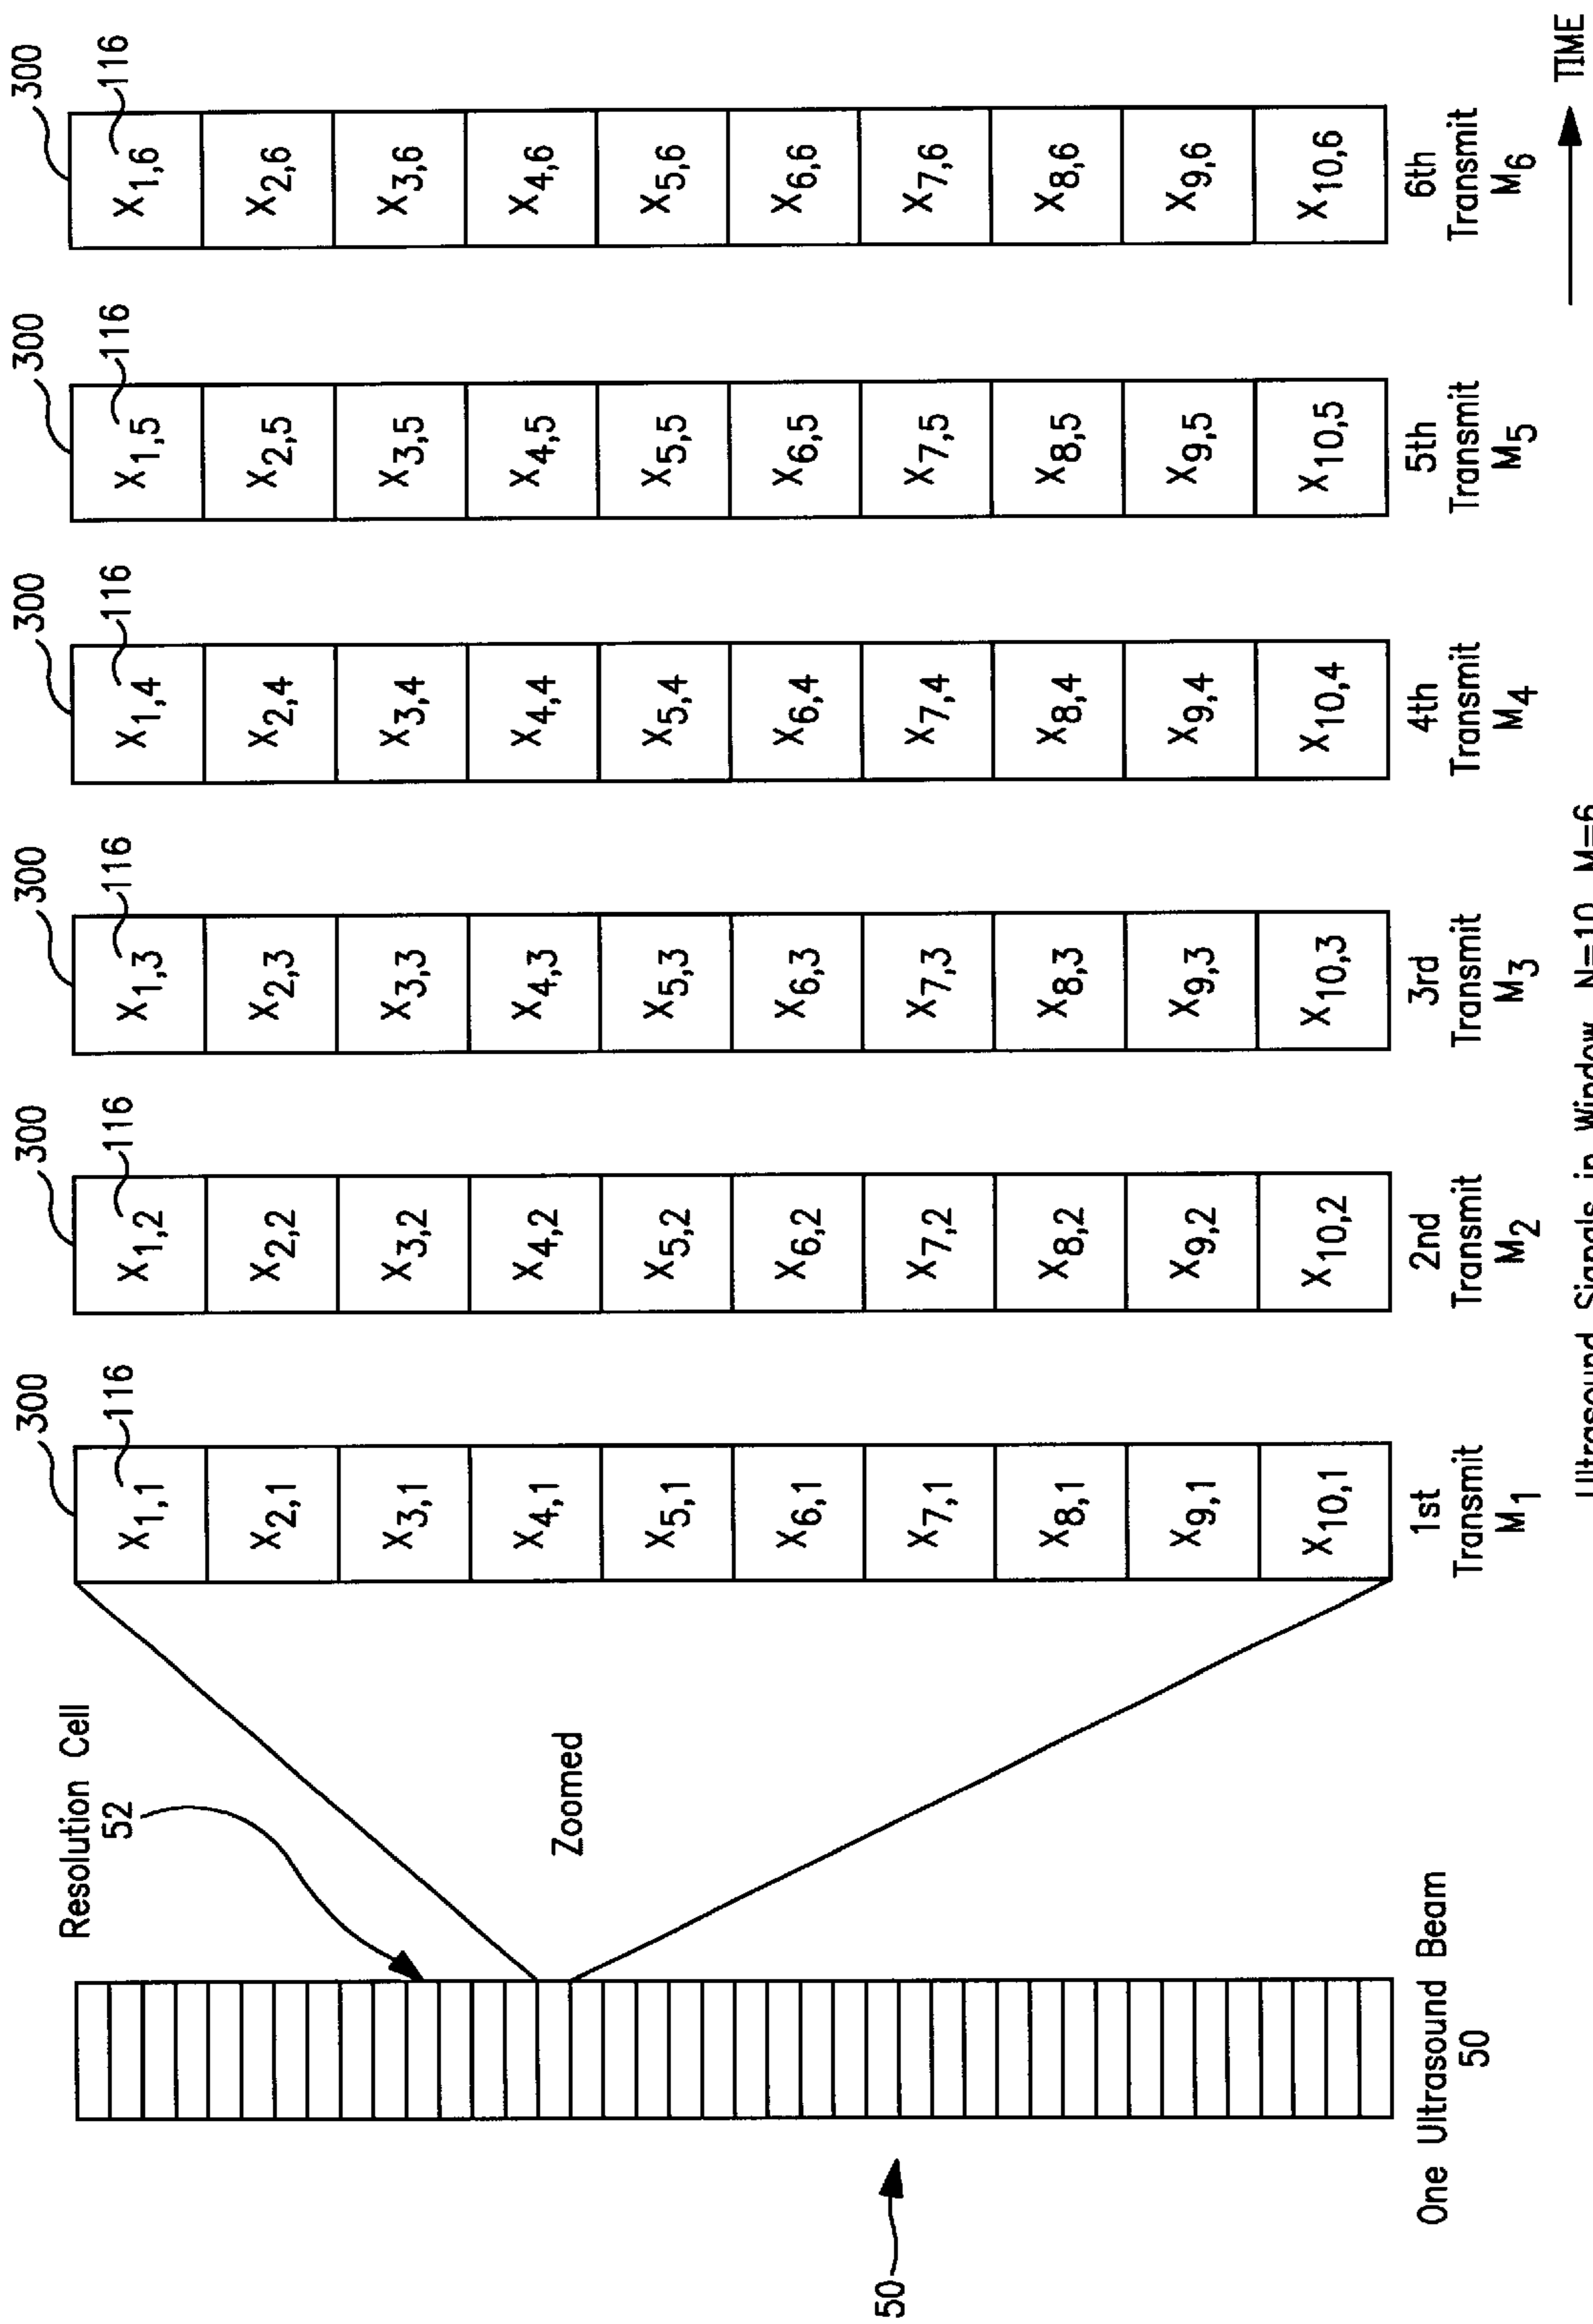 Resolution Cell
52
Zoomed
50
One Ultrasound Beam
50
300
116
X1,1
X2,1
X3,1
X4,1
X5,1
X6,1
X7,1
X8,1
X9,1
X10,1
1st
Transmit
M1
300
116
X1,2
X2,2
X3,2
X4,2
X5,2
X6,2
X7,2
X8,2
X9,2
X10,2
2nd
Transmit
M2
300
116
X1,3
X2,3
X3,3
X4,3
X5,3
X6,3
X7,3
X8,3
X9,3
X10,3
3rd
Transmit
M3
300
116
X1,4
X2,4
X3,4
X4,4
X5,4
X6,4
X7,4
X8,4
X9,4
X10,4
4th
Transmit
M4
300
116
X1,5
X2,5
X3,5
X4,5
X5,5
X6,5
X7,5
X8,5
X9,5
X10,5
5th
Transmit
M5
300
116
X1,6
X2,6
X3,6
X4,6
X5,6
X6,6
X7,6
X8,6
X9,6
X10,6
6th
Transmit
M6
TIME
Ultrasound Signals in Window N=10 M=6